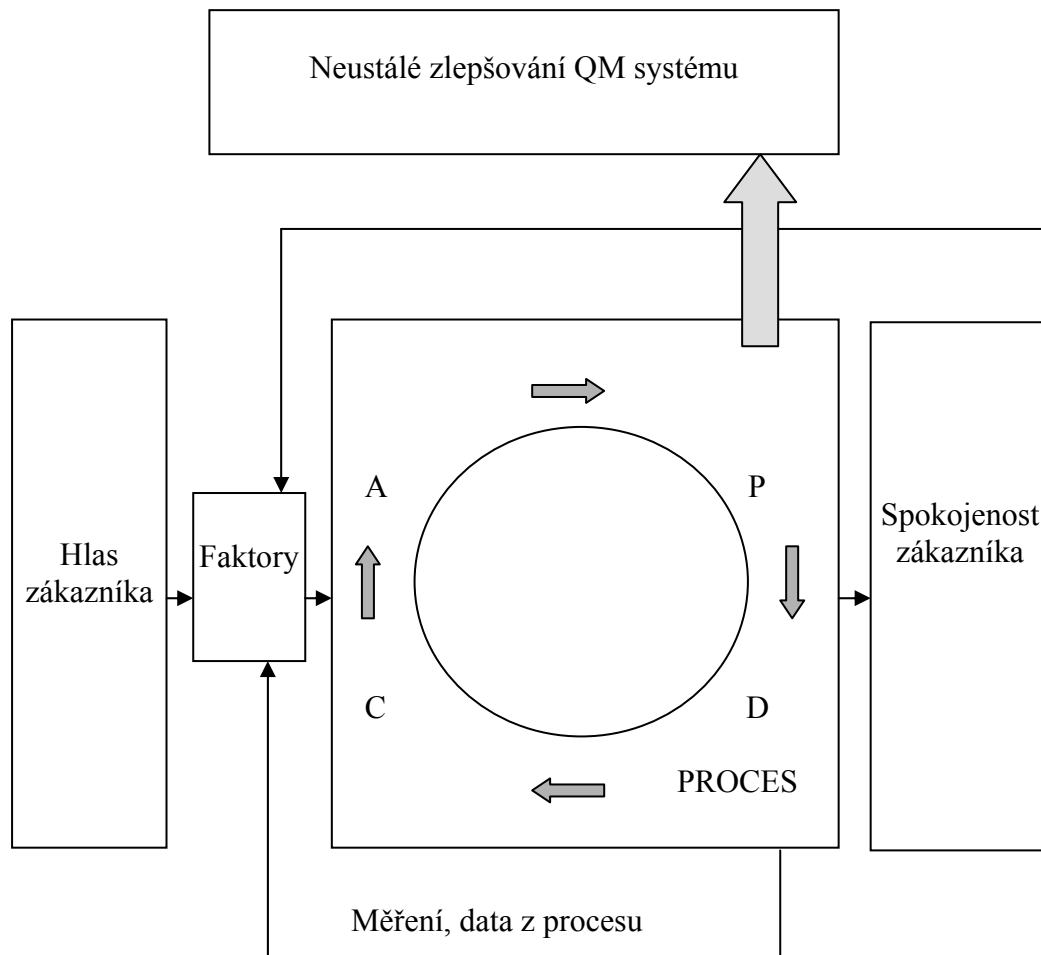 Neustálé zlepšování QM systému
A
P
Hlas
zákazníka
Faktory
Spokojenost
zákazníka
C
D
PROCES
Měření, data z procesu